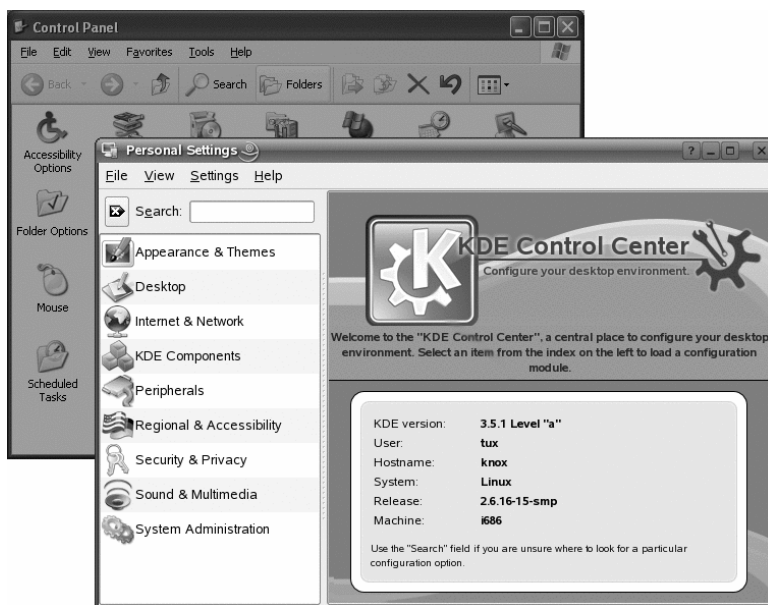 Control Panel
File Edit View Favorites Tools Help
Back Search Folders
Accessibility
Options
Folder Options
Mouse
Scheduled
Tasks
Personal Settings
File View Settings Help
Search:
Appearance & Themes
Desktop
Internet & Network
KDE Components
Peripherals
Regional & Accessibility
Security & Privacy
Sound & Multimedia
System Administration
KDE Control Center
Configure your desktop environment.
Welcome to the "KDE Control Center", a central place to configure your desktop
environment. Select an item from the index on the left to load a configuration
module.
KDE version: 3.5.1 Level "a"
User: tux
Hostname: knox
System: Linux
Release: 2.6.16-15-smp
Machine: i686
Use the "Search" field if you are unsure where to look for a particular
configuration option.